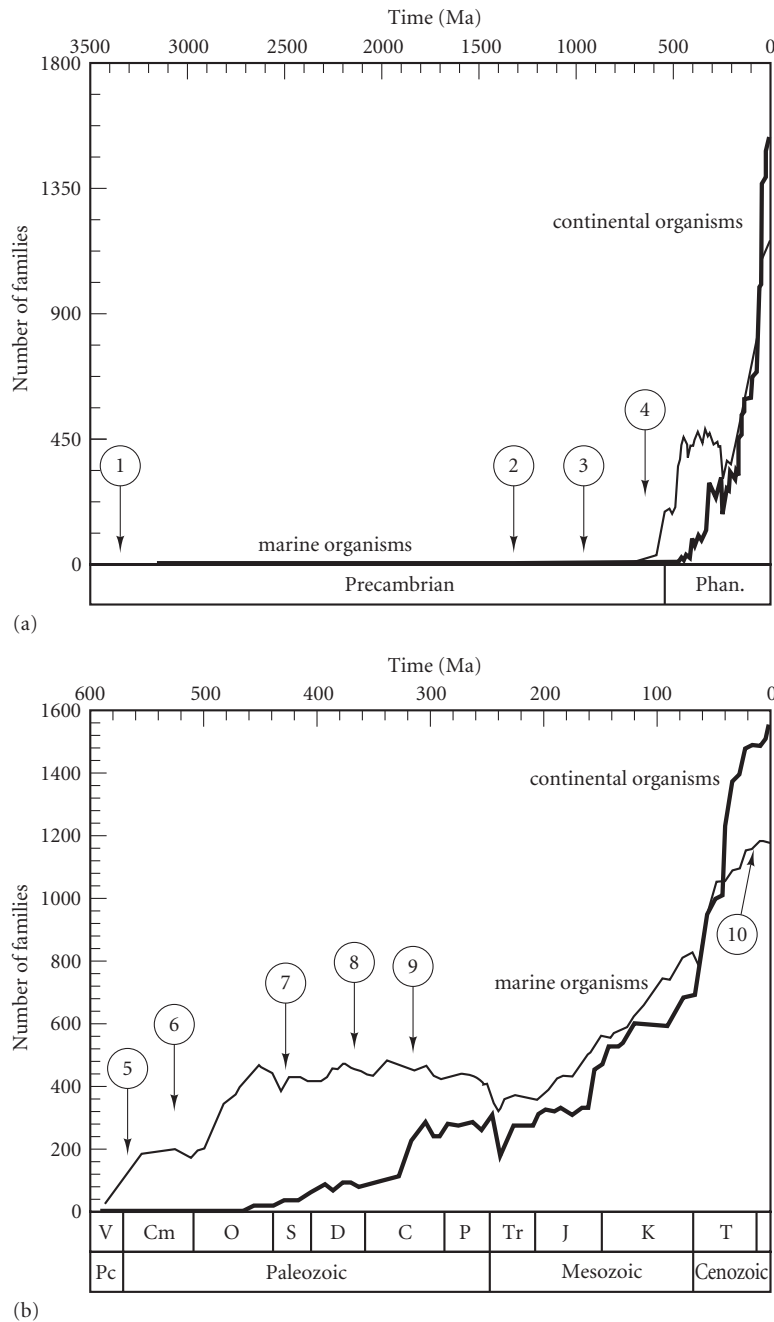 Time (Ma)
3500 3000 2500 2000 1500 1000 500 0
1800
1350
900
450
0
Number of families
continental organisms
marine organisms
1
2
3
4
Precambrian Phan.
(a)
Time (Ma)
600 500 400 300 200 100 0
1600
1400
1200
1000
800
600
400
200
0
Number of families
continental organisms
marine organisms
5
6
7
8
9
10
V Cm O S D C P Tr J K T
Pc Paleozoic Mesozoic Cenozoic
(b)